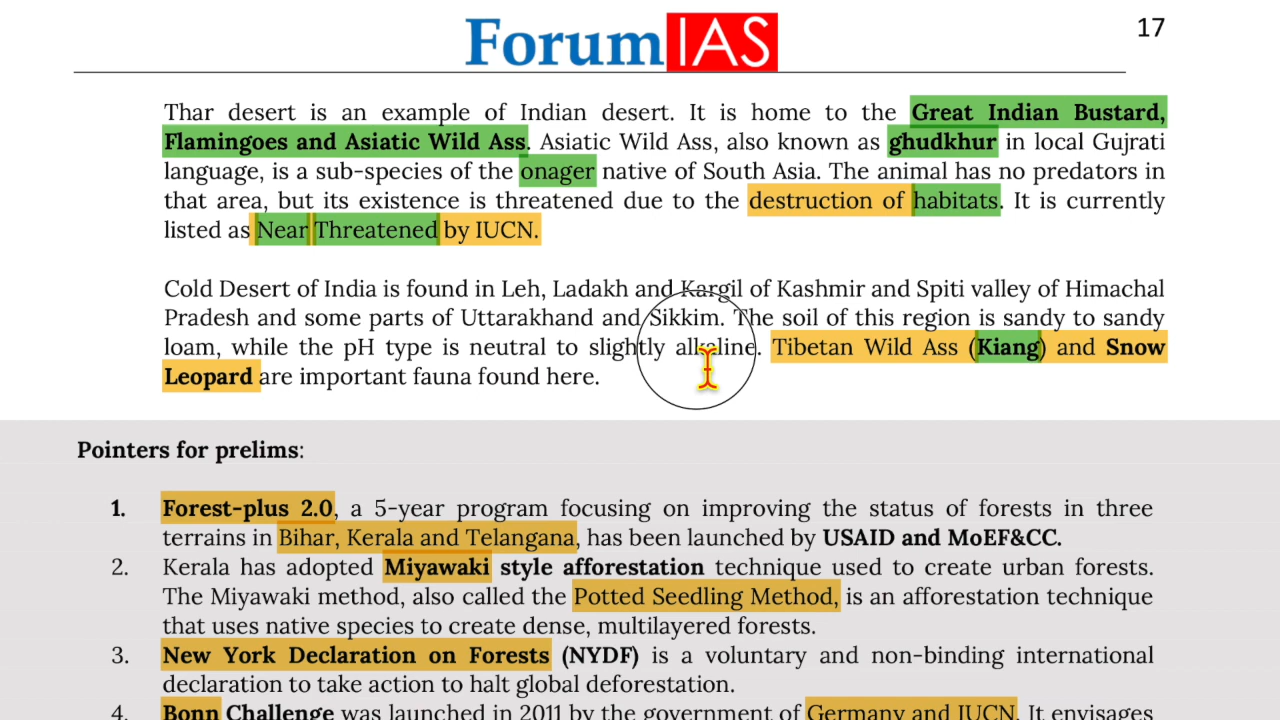 ForumIAS
17
Thar desert is an example of Indian desert. It is home to the Great Indian Bustard,
Flamingoes and Asiatic Wild Ass. Asiatic Wild Ass, also known as ghudkhur in local Gujrati
language, is a sub-species of the onager native of South Asia. The animal has no predators in
that area, but its existence is threatened due to the destruction of habitats. It is currently
listed as Near Threatened by IUCN.
Cold Desert of India is found in Leh, Ladakh and Kargil of Kashmir and Spiti valley of Himachal
Pradesh and some parts of Uttarakhand and Sikkim. The soil of this region is sandy to sandy
loam, while the pH type is neutral to slightly alkaline. Tibetan Wild Ass (Kiang) and Snow
Leopard are important fauna found here.
Pointers for prelims:
1. Forest-plus 2.0, a 5-year program focusing on improving the status of forests in three
terrains in Bihar, Kerala and Telangana, has been launched by USAID and MoEF&CC.
2. Kerala has adopted Miyawaki style afforestation technique used to create urban forests.
The Miyawaki method, also called the Potted Seedling Method, is an afforestation technique
that uses native species to create dense, multilayered forests.
3. New York Declaration on Forests (NYDF) is a voluntary and non-binding international
declaration to take action to halt global deforestation.
4. Bonn Challenge was launched in 2011 by the government of Germany and IUCN. It envisages